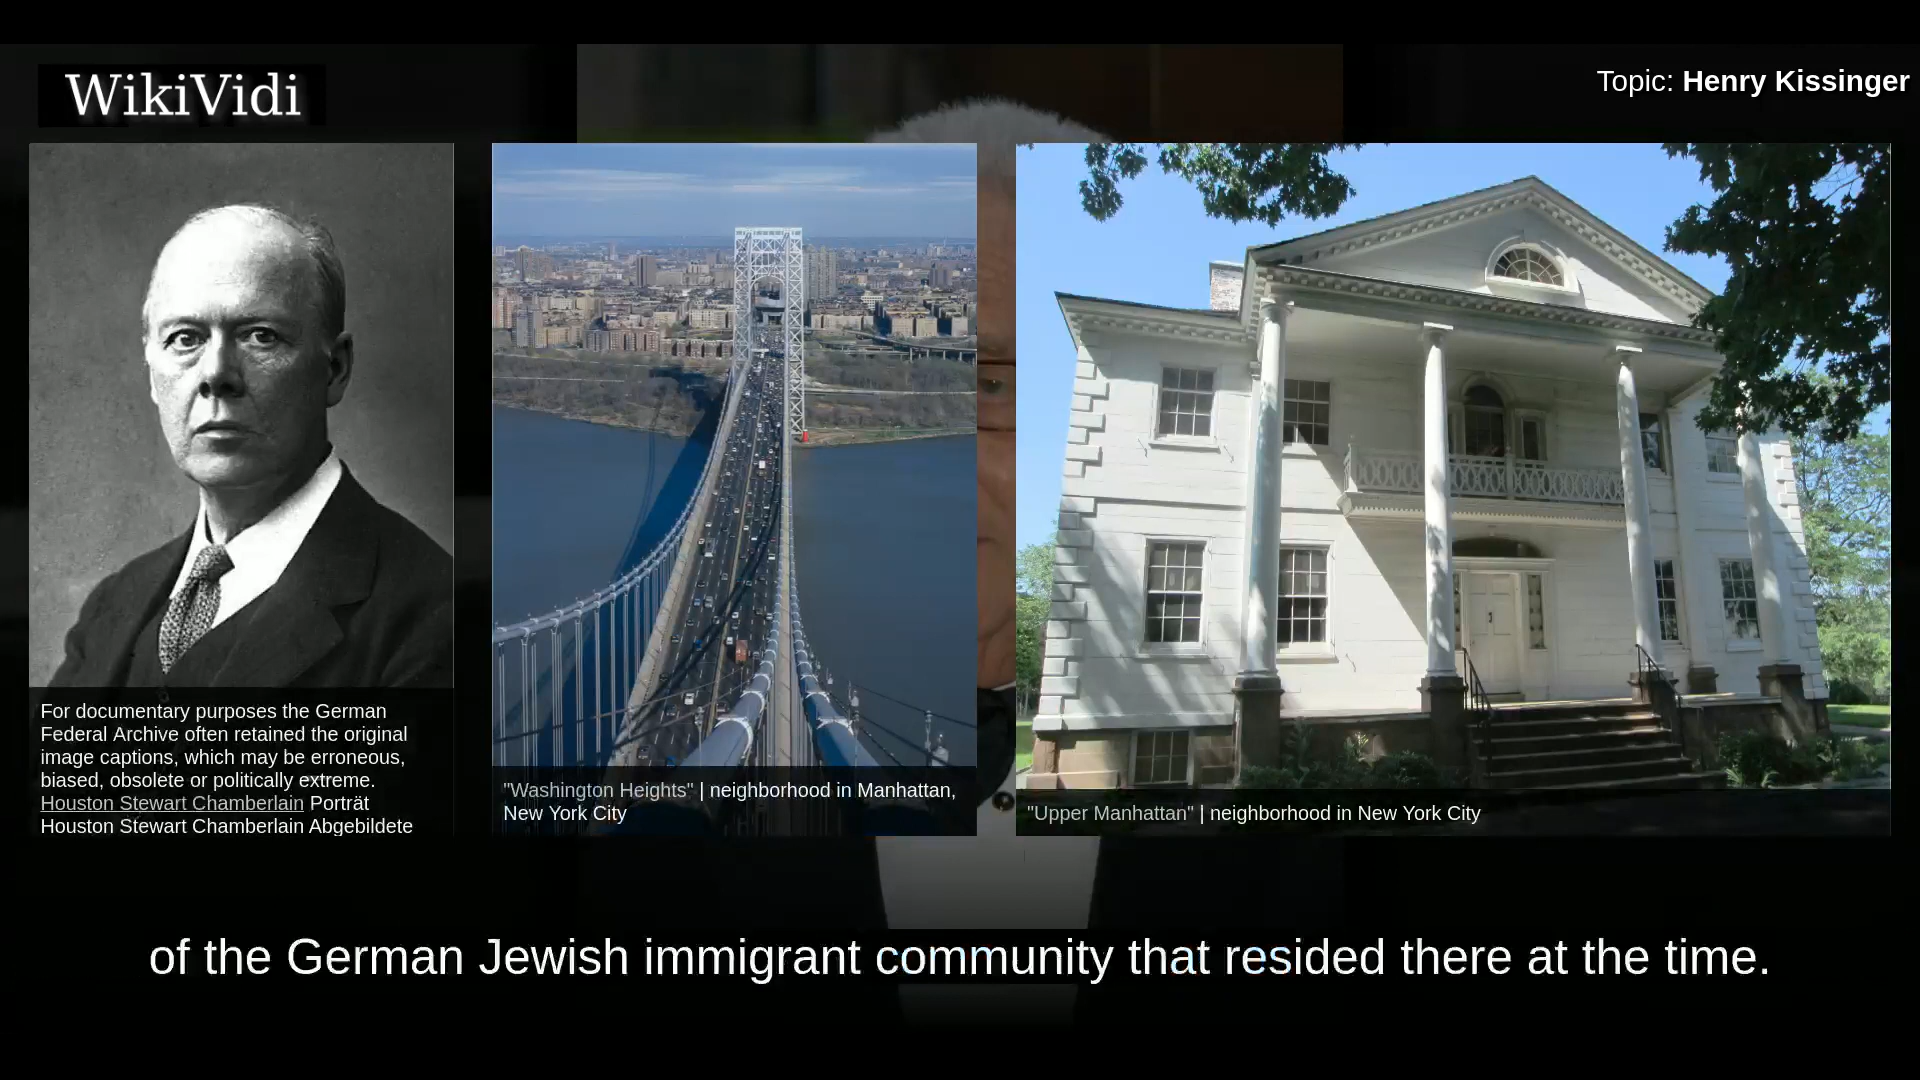 WikiVidi
Topic: Henry Kissinger
For documentary purposes the German
Federal Archive often retained the original
image captions, which may be erroneous,
biased, obsolete or politically extreme.
Houston Stewart Chamberlain Porträt
Houston Stewart Chamberlain Abgebildete
"Washington Heights" | neighborhood in Manhattan,
New York City
"Upper Manhattan" | neighborhood in New York City
of the German Jewish immigrant community that resided there at the time.